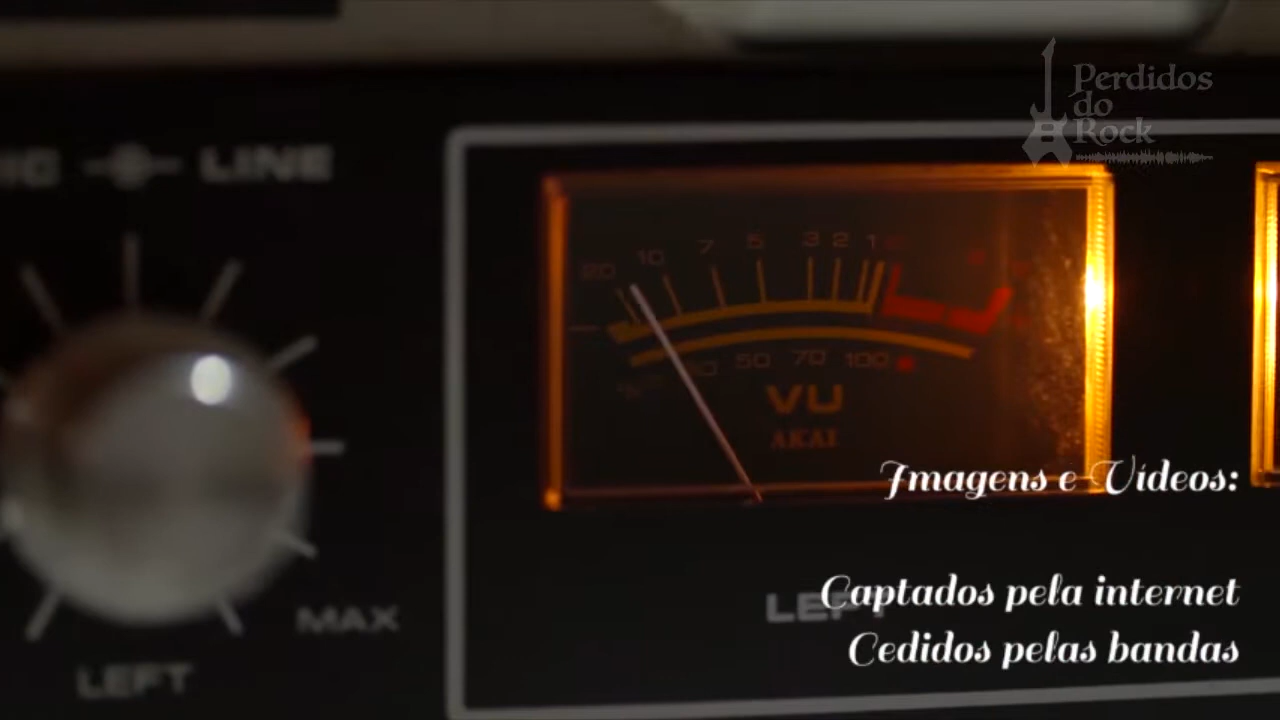 Perdidos
do
Rock
LINE
20 10 7 5 3 2 1
50 70 100
VU
AKAI
Imagens e Vídeos:
Captados pela internet
LEFT
MAX
Cedidos pelas bandas
LEFT